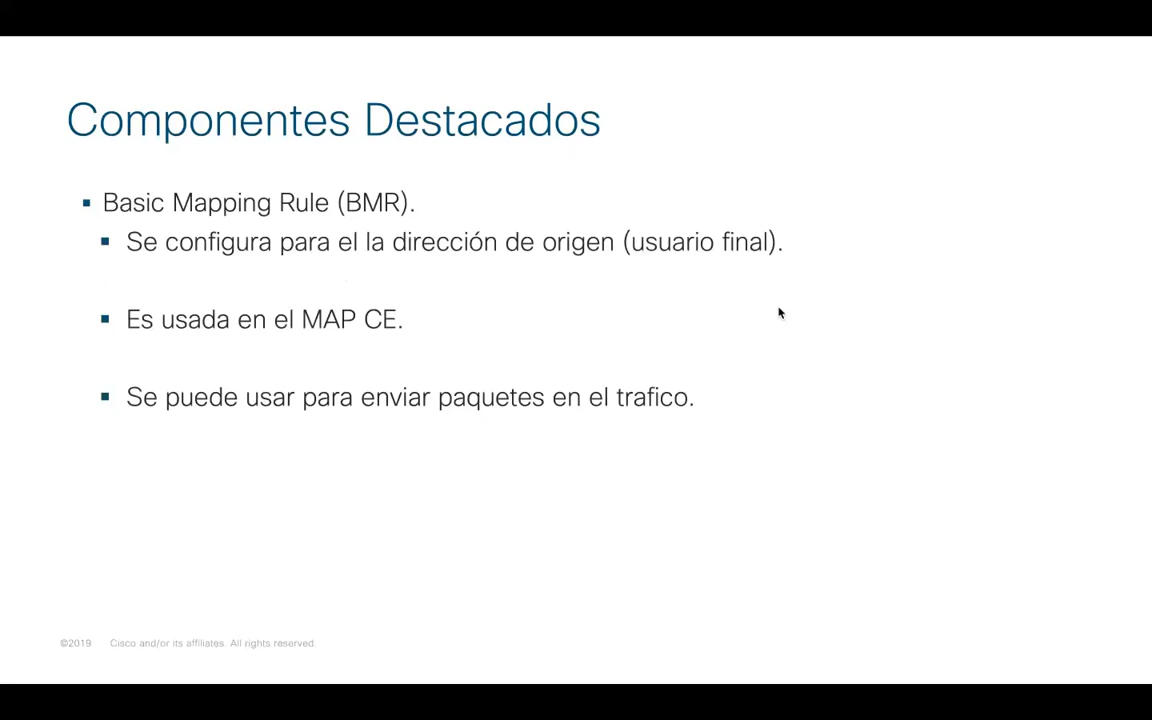 Componentes Destacados
▪ Basic Mapping Rule (BMR).
▪ Se configura para el la dirección de origen (usuario final).
▪ Es usada en el MAP CE.
▪ Se puede usar para enviar paquetes en el trafico.
©2019 Cisco and/or its affiliates. All rights reserved.